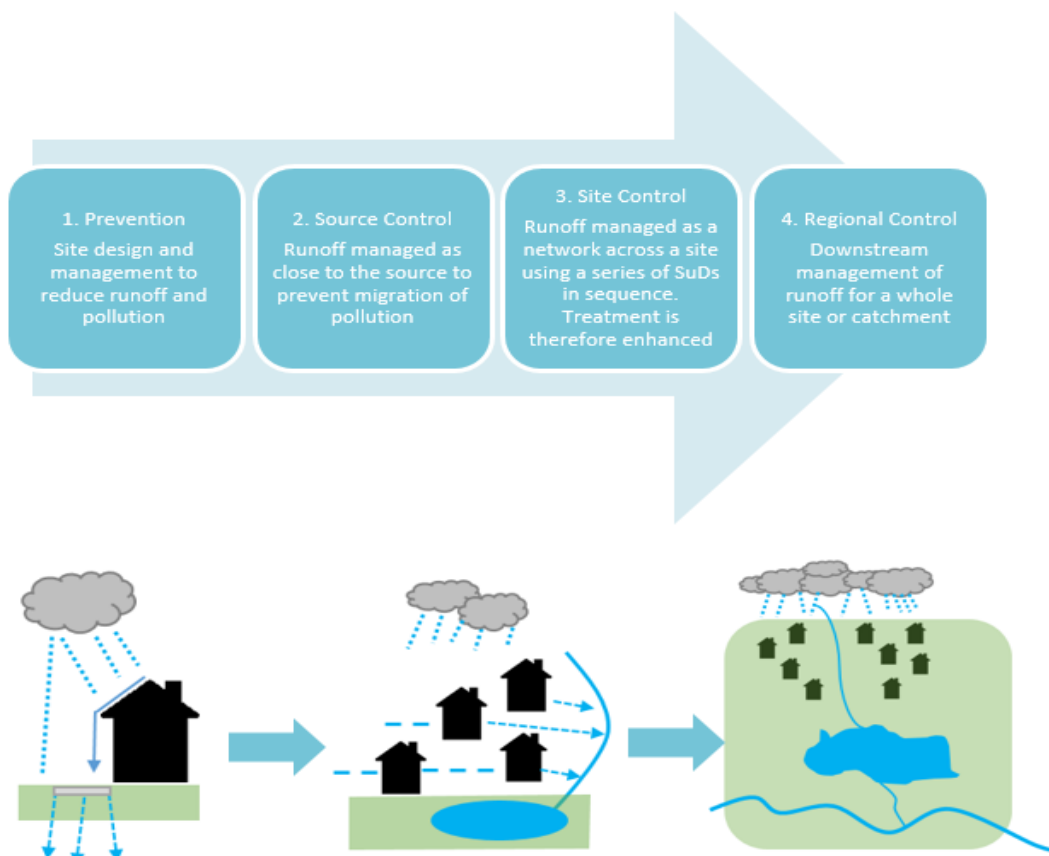 1. Prevention
Site design and
management to
reduce runoff and
pollution
2. Source Control
Runoff managed as
close to the source to
prevent migration of
pollution
3. Site Control
Runoff managed as a
network across a site
using a series of SuDs
in sequence.
Treatment is
therefore enhanced
4. Regional Control
Downstream
management of
runoff for a whole
site or catchment